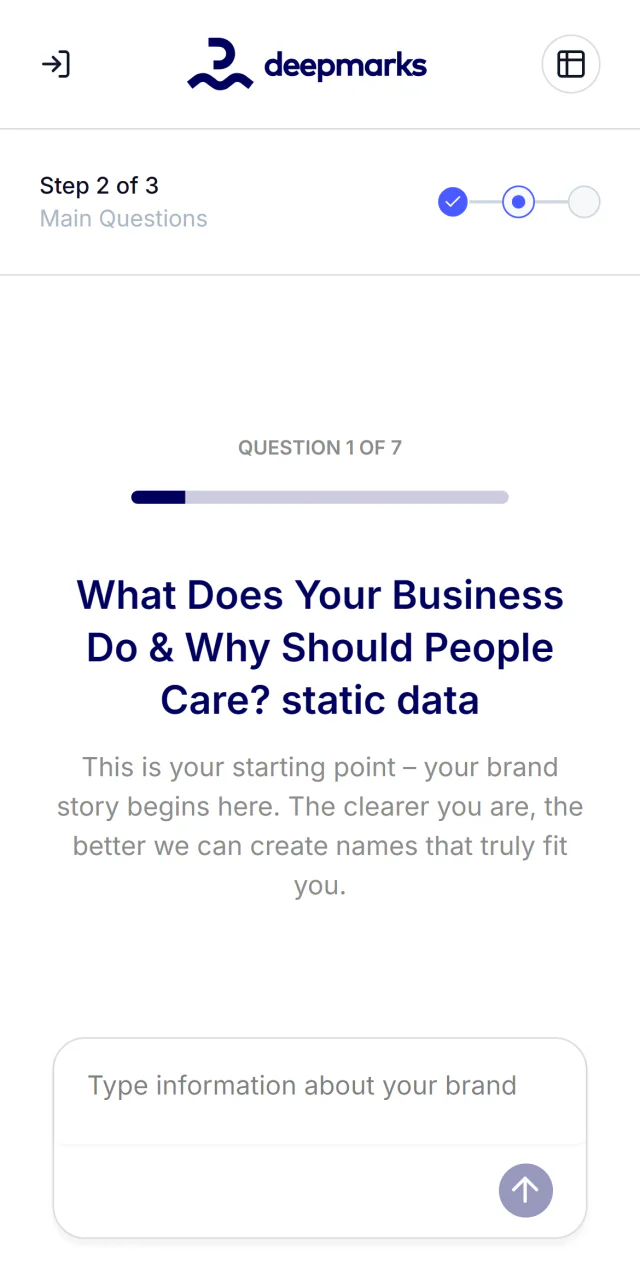 deepmarks
Step 2 of 3
Main Questions
QUESTION 1 OF 7
What Does Your Business
Do & Why Should People
Care? static data
This is your starting point – your brand
story begins here. The clearer you are, the
better we can create names that truly fit
you.
Type information about your brand